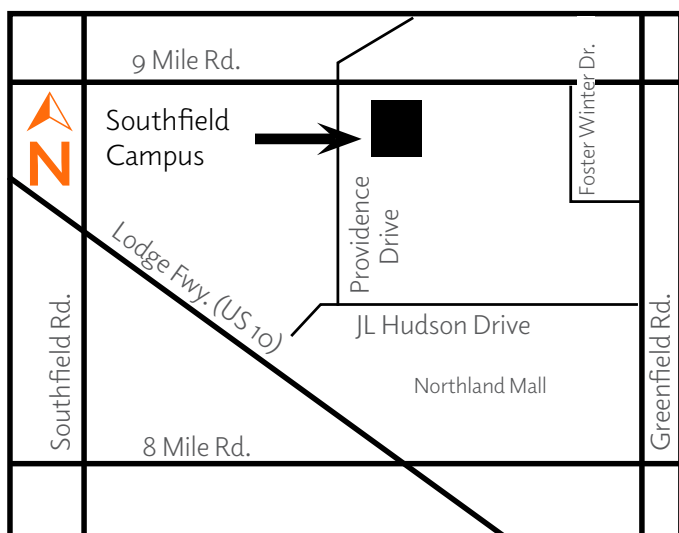 9 Mile Rd.
Foster Winter Dr.
Southfield
Campus
N
Providence
Drive
Lodge Fwy. (US 10)
JL Hudson Drive
Southfield Rd.
Greenfield Rd.
Northland Mall
8 Mile Rd.